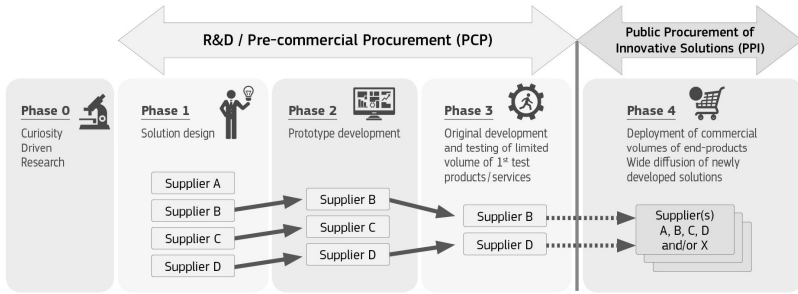 R&D / Pre-commercial Procurement (PCP)
Public Procurement of
Innovative Solutions (PPI)
Phase 0
Curiosity
Driven
Research
Phase 1
Solution design
Supplier A
Supplier B
Supplier C
Supplier D
Phase 2
Prototype development
Supplier B
Supplier C
Supplier D
Phase 3
Original development
and testing of limited
volume of 1st test
products/services
Supplier B
Supplier D
Phase 4
Deployment of commercial
volumes of end-products
Wide diffusion of newly
developed solutions
Supplier(s)
A, B, C, D
and/or X